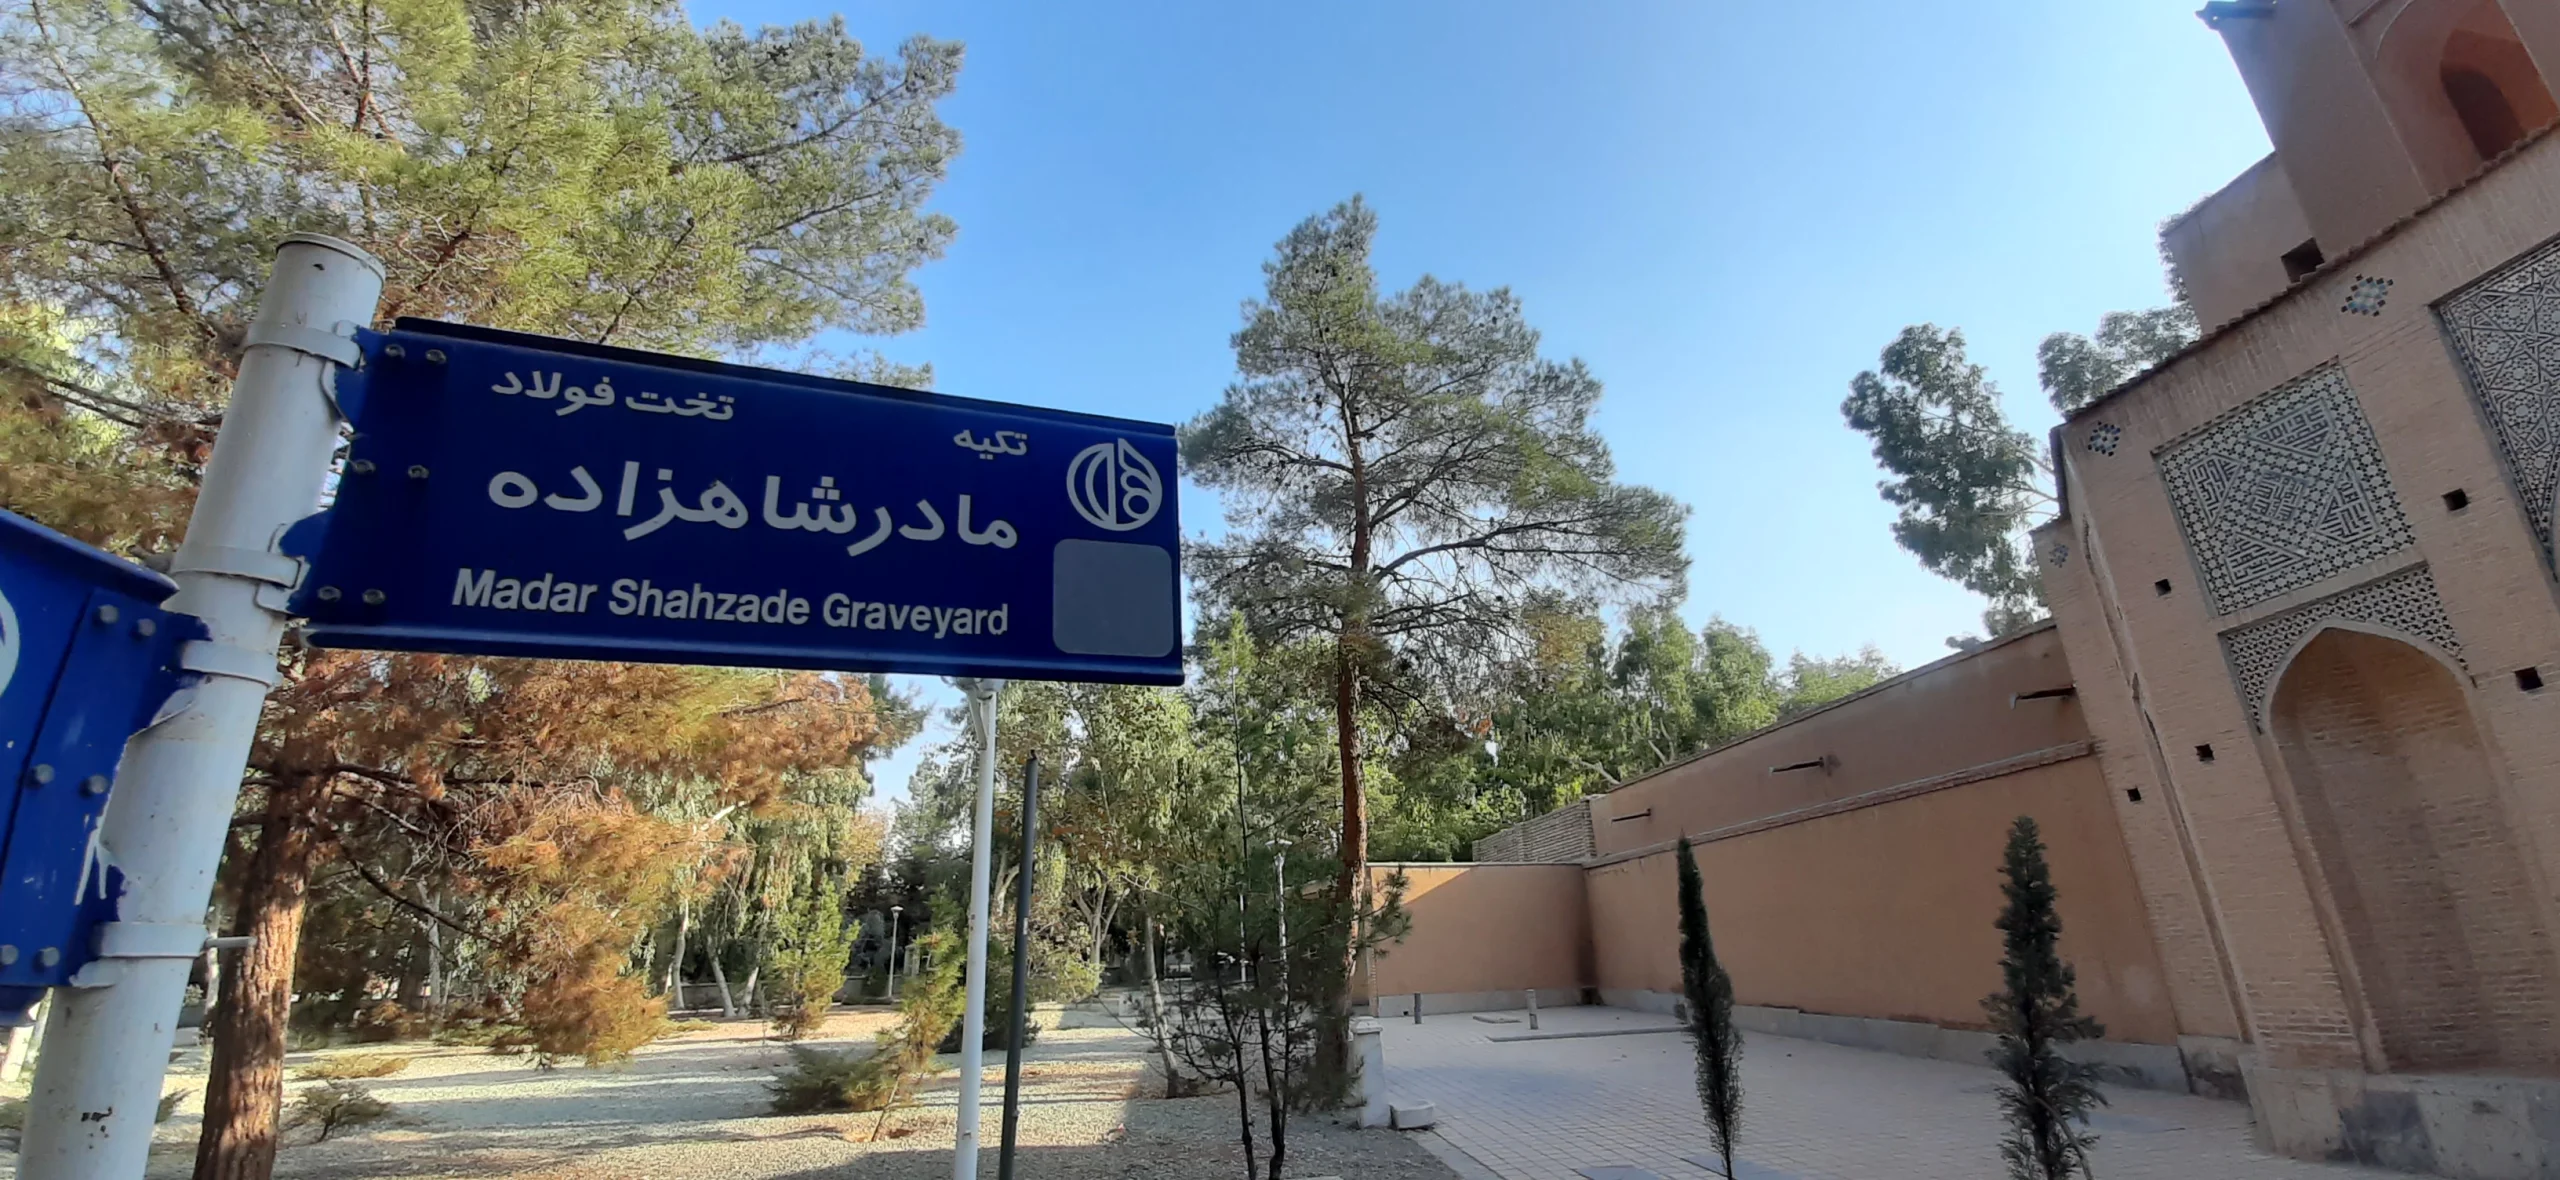 تخت فولاد
تکیه
مادرشاهزاده
Madar Shahzade Graveyard